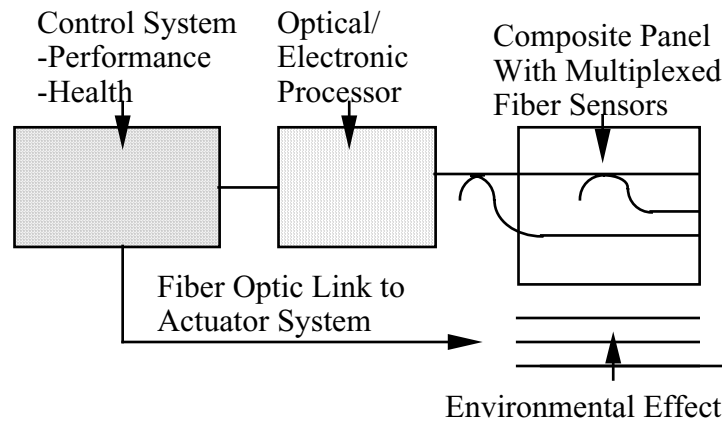 Control System
-Performance
-Health
Optical/
Electronic
Processor
Composite Panel
With Multiplexed
Fiber Sensors
Fiber Optic Link to
Actuator System
Environmental Effect